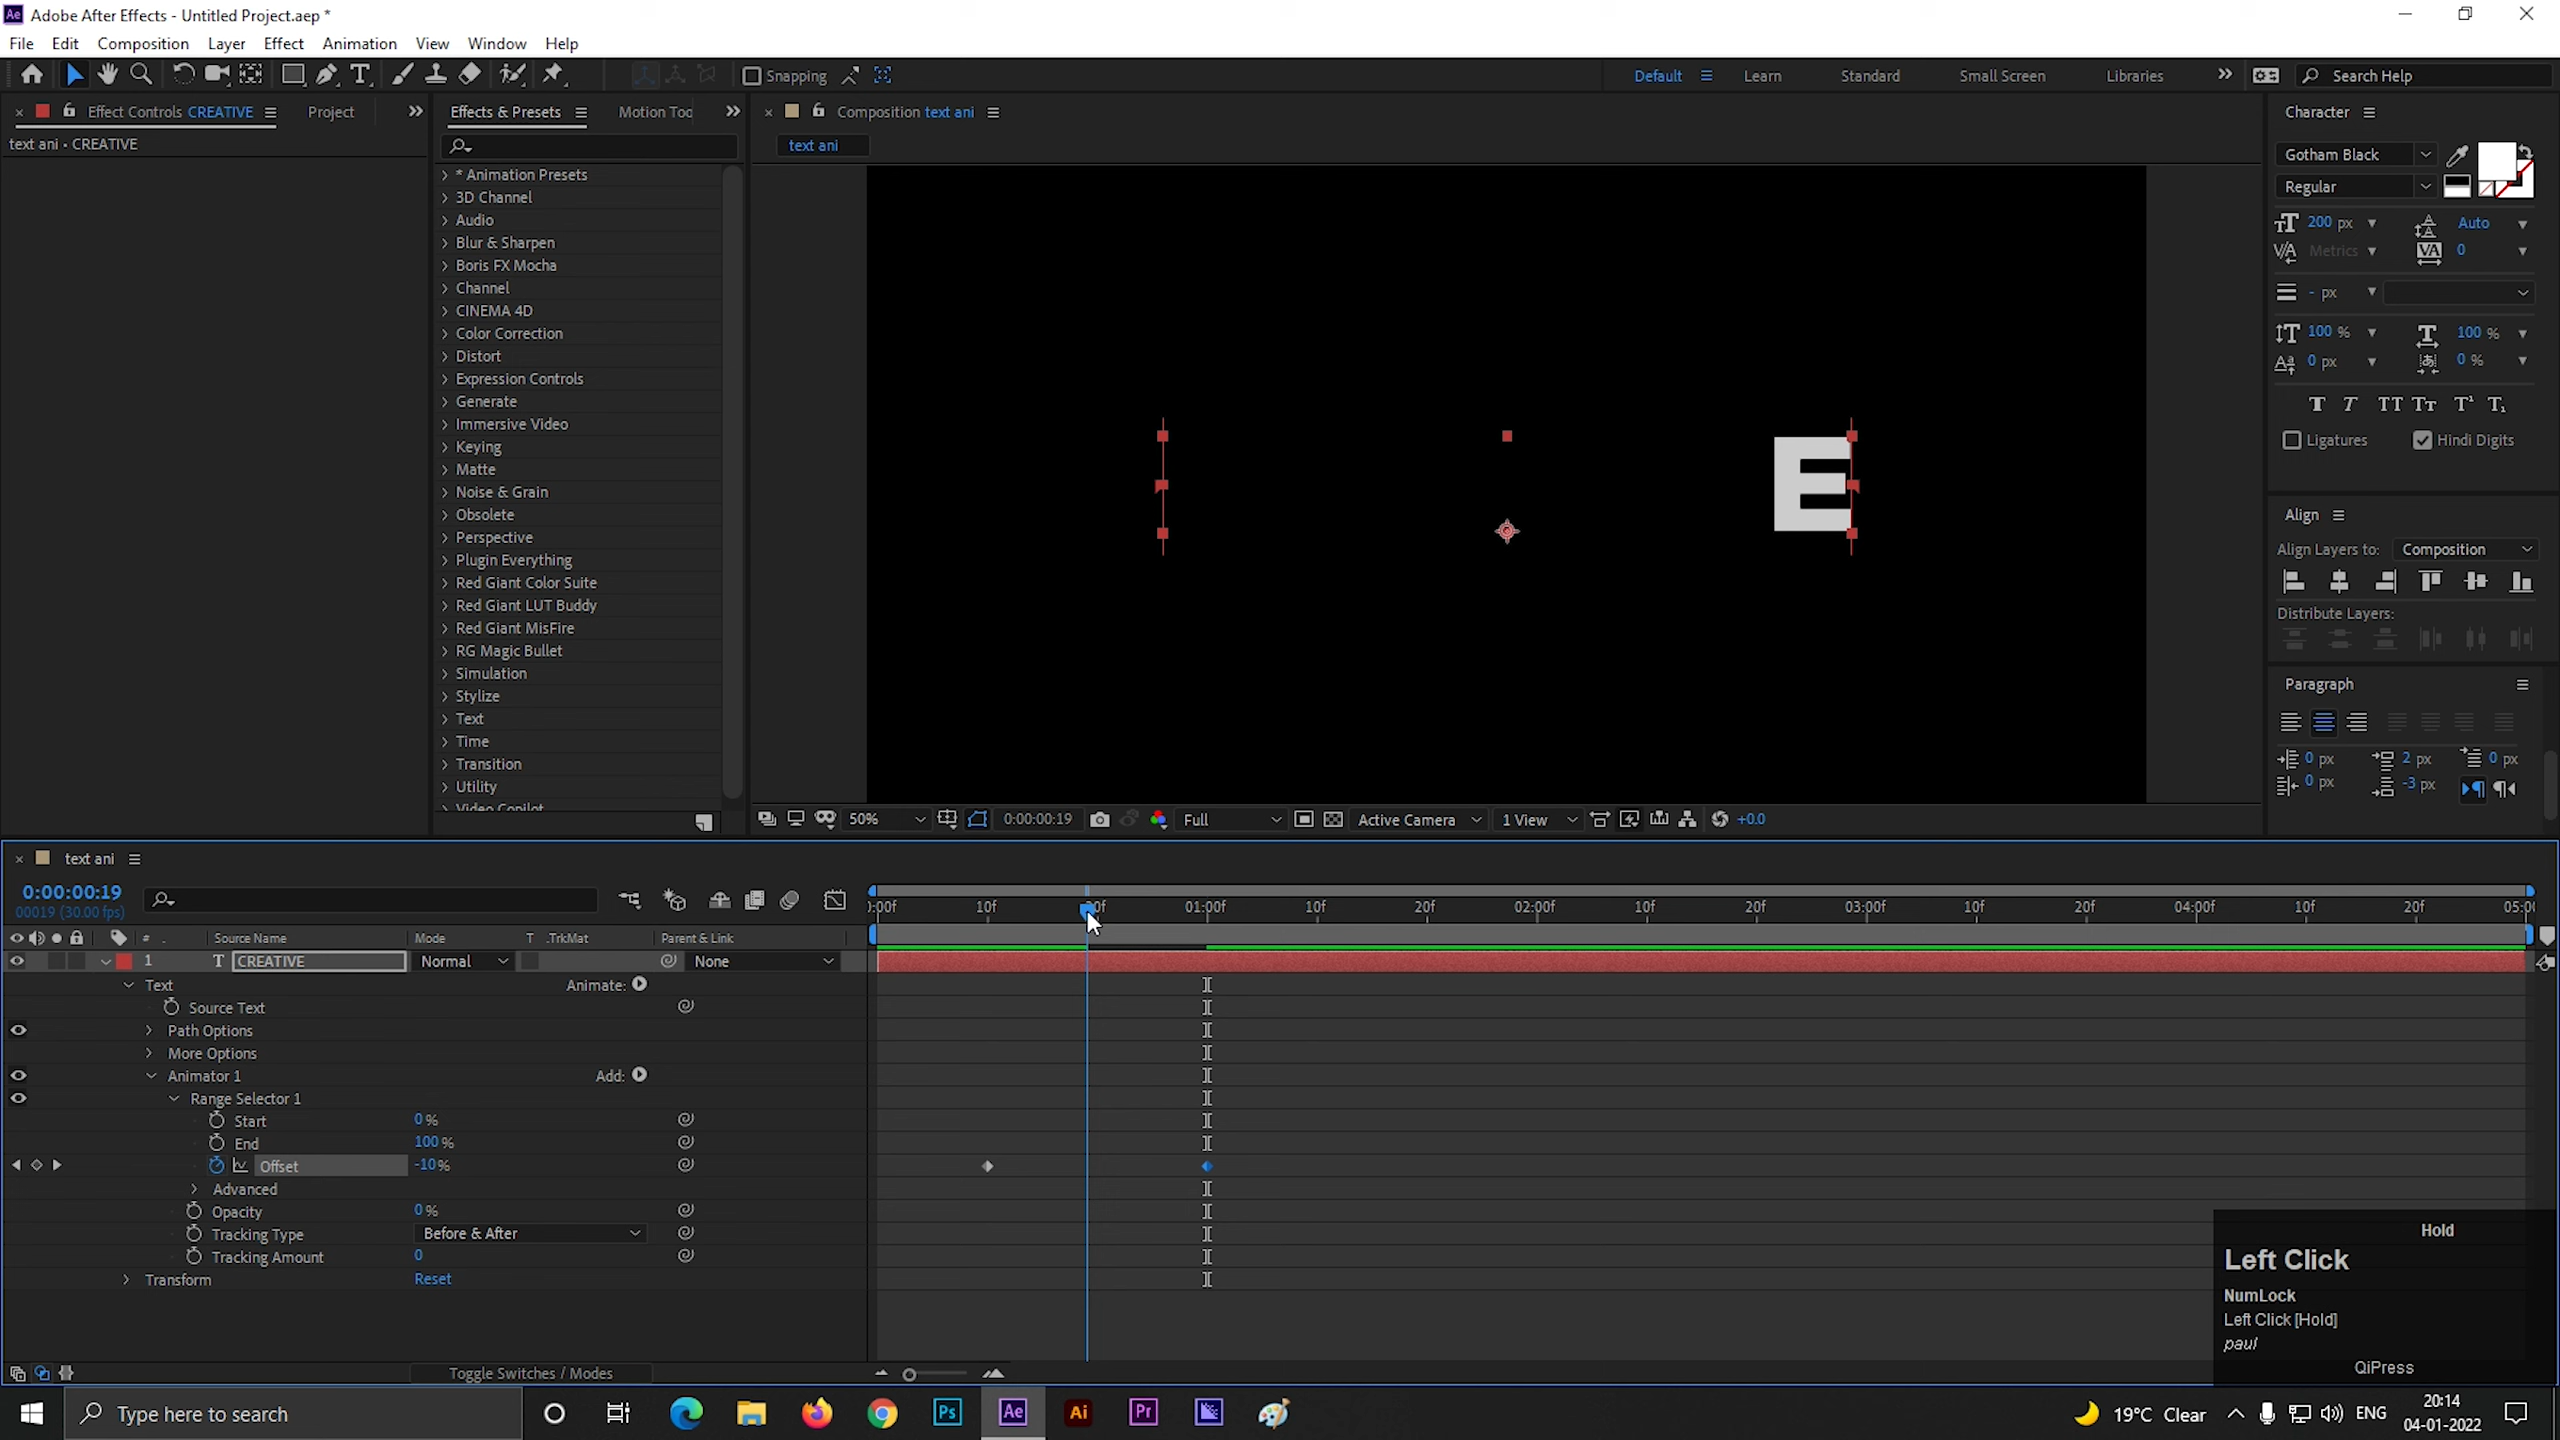 Adobe After Effects - Untitled Project.aep *
File Edit Composition Layer Effect Animation View Window Help
Snapping Default Learn Standard Small Screen Libraries Search Help
Effect Controls CREATIVE Project Effects & Presets Motion Too Composition text ani Character
text ani • CREATIVE
text ani
* Animation Presets
3D Channel
Audio
Blur & Sharpen
Boris FX Mocha
Channel
CINEMA 4D
Color Correction
Distort
Expression Controls
Generate
Immersive Video
Keying
Matte
Noise & Grain
Obsolete
Perspective
Plugin Everything
Red Giant Color Suite
Red Giant LUT Buddy
Red Giant MisFire
RG Magic Bullet
Simulation
Stylize
Text
Time
Transition
Utility
Video Copilot
E
Gotham Black
Regular
200 px Auto
Metrics 0
- px
100 % 100 %
0 px 0 %
Ligatures Hindi Digits
Align
Align Layers to: Composition
Distribute Layers:
Paragraph
0 px 2 px 0 px
0 px -3 px
50% 0:00:00:19 Full Active Camera 1 View +0.0
text ani
0:00:00:19
00019 (30.00 fps)
0:00f 10f 20f 01:00f 10f 20f 02:00f 10f 20f 03:00f 10f 20f 04:00f 10f 20f 05:00
# Source Name Mode T .TrkMat Parent & Link
1 T CREATIVE Normal None
Text Animate:
Source Text
Path Options
More Options
Animator 1 Add:
Range Selector 1
Start 0%
End 100%
Offset -10%
Advanced
Opacity 0%
Tracking Type Before & After
Tracking Amount 0
Transform Reset
Toggle Switches / Modes
Hold
Left Click
NumLock
Left Click [Hold]
paul
QiPress
Type here to search
Ps Ae Ai Pr
19°C Clear ENG
20:14
04-01-2022